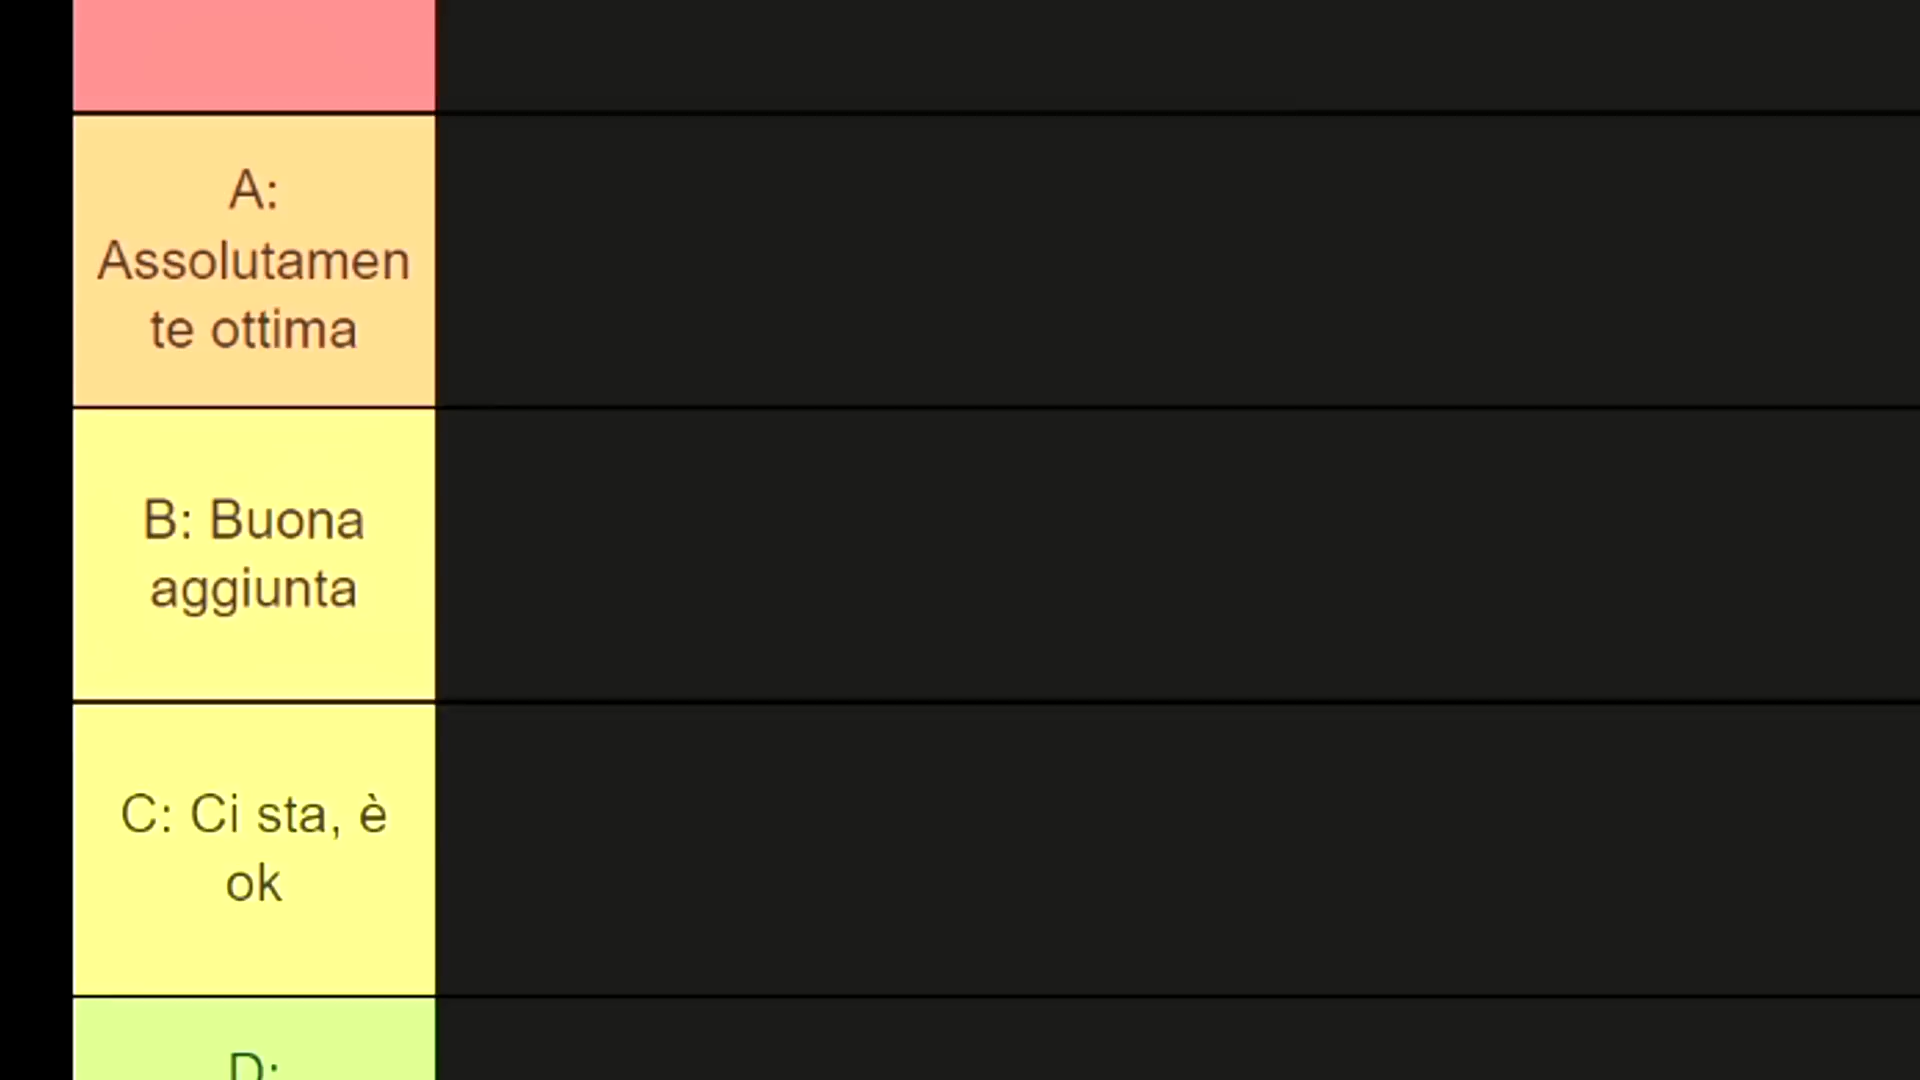 A:
Assolutamen
te ottima
B: Buona
aggiunta
C: Ci sta, è
ok
D: